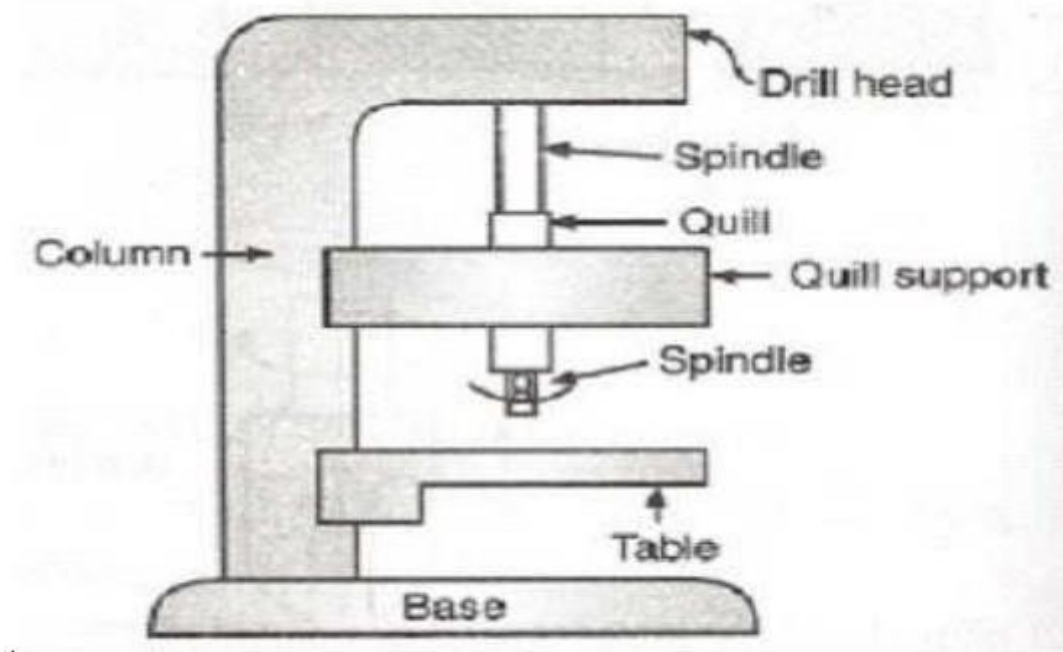 Drill head
Spindle
Quill
Column
Quill support
Spindle
Table
Base